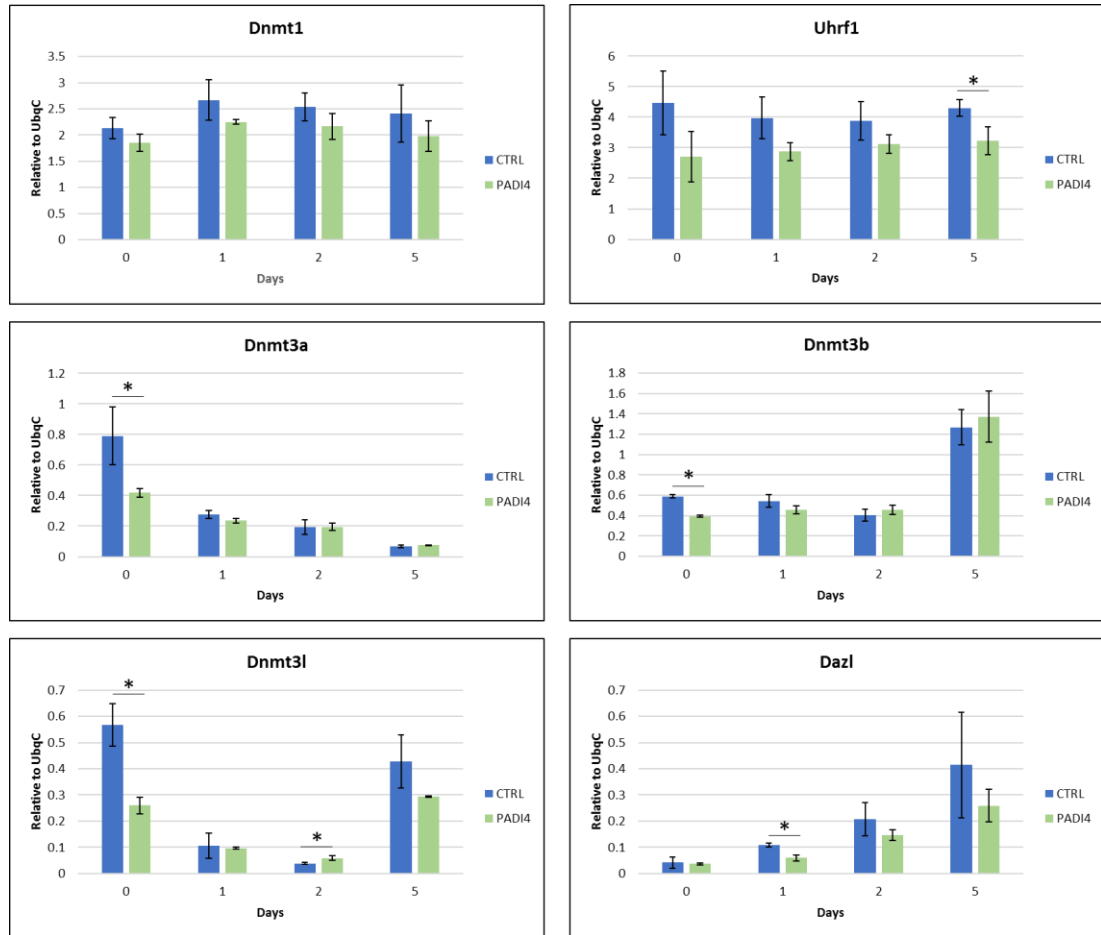 Dnmt1
Relative to UbqC
3.5
3
2.5
2
1.5
1
0.5
0
0 1 2 5
Days
CTRL
PADI4
Uhrf1
Relative to UbqC
6
5
4
3
2
1
0
*
0 1 2 5
Days
CTRL
PADI4
Dnmt3a
Relative to UbqC
1.2
1
0.8
0.6
0.4
0.2
0
*
0 1 2 5
Days
CTRL
PADI4
Dnmt3b
Relative to UbqC
1.8
1.6
1.4
1.2
1
0.8
0.6
0.4
0.2
0
*
0 1 2 5
Days
CTRL
PADI4
Dnmt3l
Relative to UbqC
0.7
0.6
0.5
0.4
0.3
0.2
0.1
0
*
*
0 1 2 5
Days
CTRL
PADI4
Dazl
Relative to UbqC
0.7
0.6
0.5
0.4
0.3
0.2
0.1
0
*
0 1 2 5
Days
CTRL
PADI4